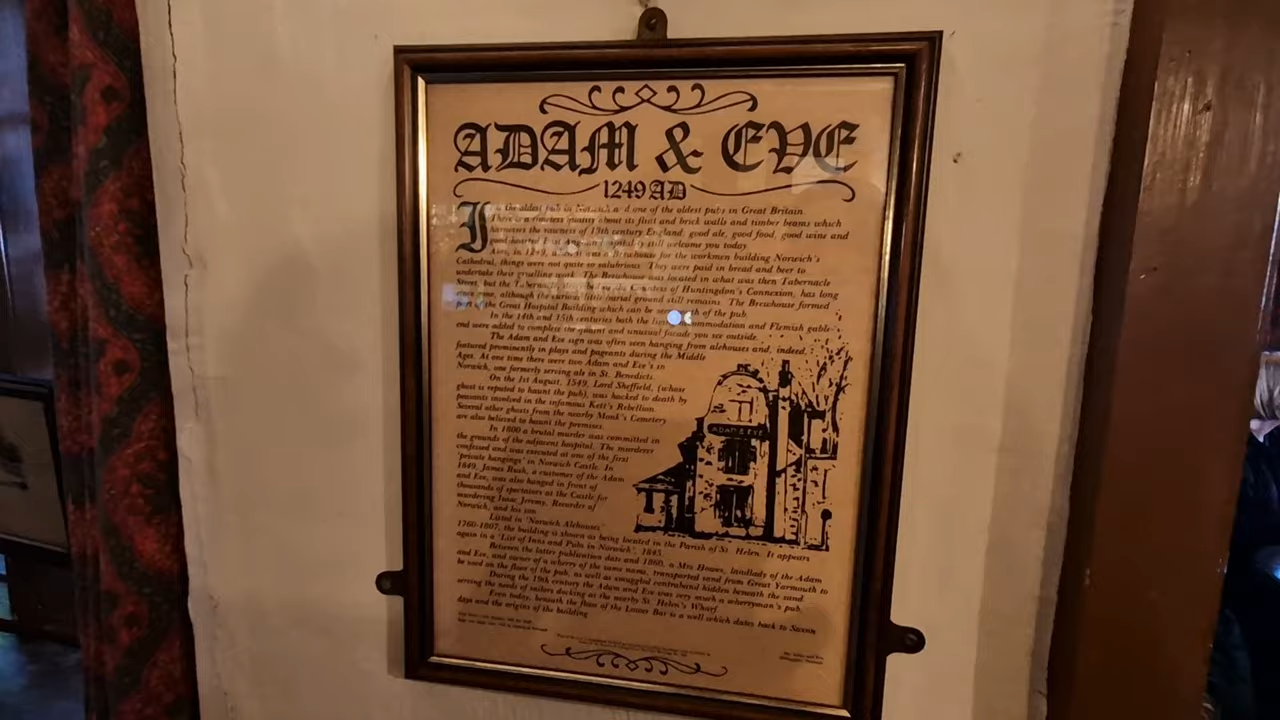 ADAM & EVE
1249 AD
the oldest pub in Norwich and one of the oldest pubs in Great Britain.
There is a timeless quality about its flint and brick walls and timber beams which
harnesses the rawness of 13th century England: good ale, good food, good wine and
good hearted East Anglian hospitality still welcome you today.
in 1249, a Brewhouse for the workmen building Norwich's
Cathedral, things were not quite so salubrious. They were paid in bread and beer to
undertake their gruelling work. The Brewhouse was located in what was then Tabernacle
Street, but the Tabernacle, Countess of Huntingdon's Connexion, has long
since gone, although the curious little burial ground still remains. The Brewhouse formed
part of the Great Hospital Building which can be of the pub.
In the 14th and 15th centuries both the and Flemish gable-
end were added to complete the quaint and unusual facade you see outside.
The Adam and Eve sign was often seen hanging from alehouses and, indeed,
featured prominently in plays and pageants during the Middle
Ages. At one time there were two Adam and Eve's in
Norwich, one formerly serving ale in St. Benedicts.
On the 1st August, 1549, Lord Sheffield, (whose
ghost is reputed to haunt the pub), was hacked to death by
peasants involved in the infamous Kett's Rebellion.
Several other ghosts from the nearby Monk's Cemetery
are also believed to haunt the premises.
In 1800 a brutal murder was committed in
the grounds of the adjacent hospital. The murderer
confessed and was executed at one of the first
'private hangings' in Norwich Castle. In
1849, James Rush, a customer of the Adam
and Eve, was also hanged in front of
thousands of spectators at the Castle for
murdering Isaac Jeremy, Recorder of
Norwich, and his son.
Listed in 'Norwich Alehouses'
1760-1807, the building is shown as being located in the Parish of St. Helen. It appears
again in a 'List of Inns and Pubs in Norwich', 1845.
Between the latter publication date and 1860, a Mrs Howes, landlady of the Adam
and Eve, and owner of a wherry of the same name, transported sand from Great Yarmouth to
be used on the floor of the pub, as well as smuggled contraband hidden beneath the sand.
During the 19th century the Adam and Eve was very much a wherryman's pub,
serving the needs of sailors docking at the nearby St. Helen's Wharf.
Even today, beneath the floor of the Lower Bar is a well which dates back to Saxon
days and the origins of the building.
ADAM & EVE